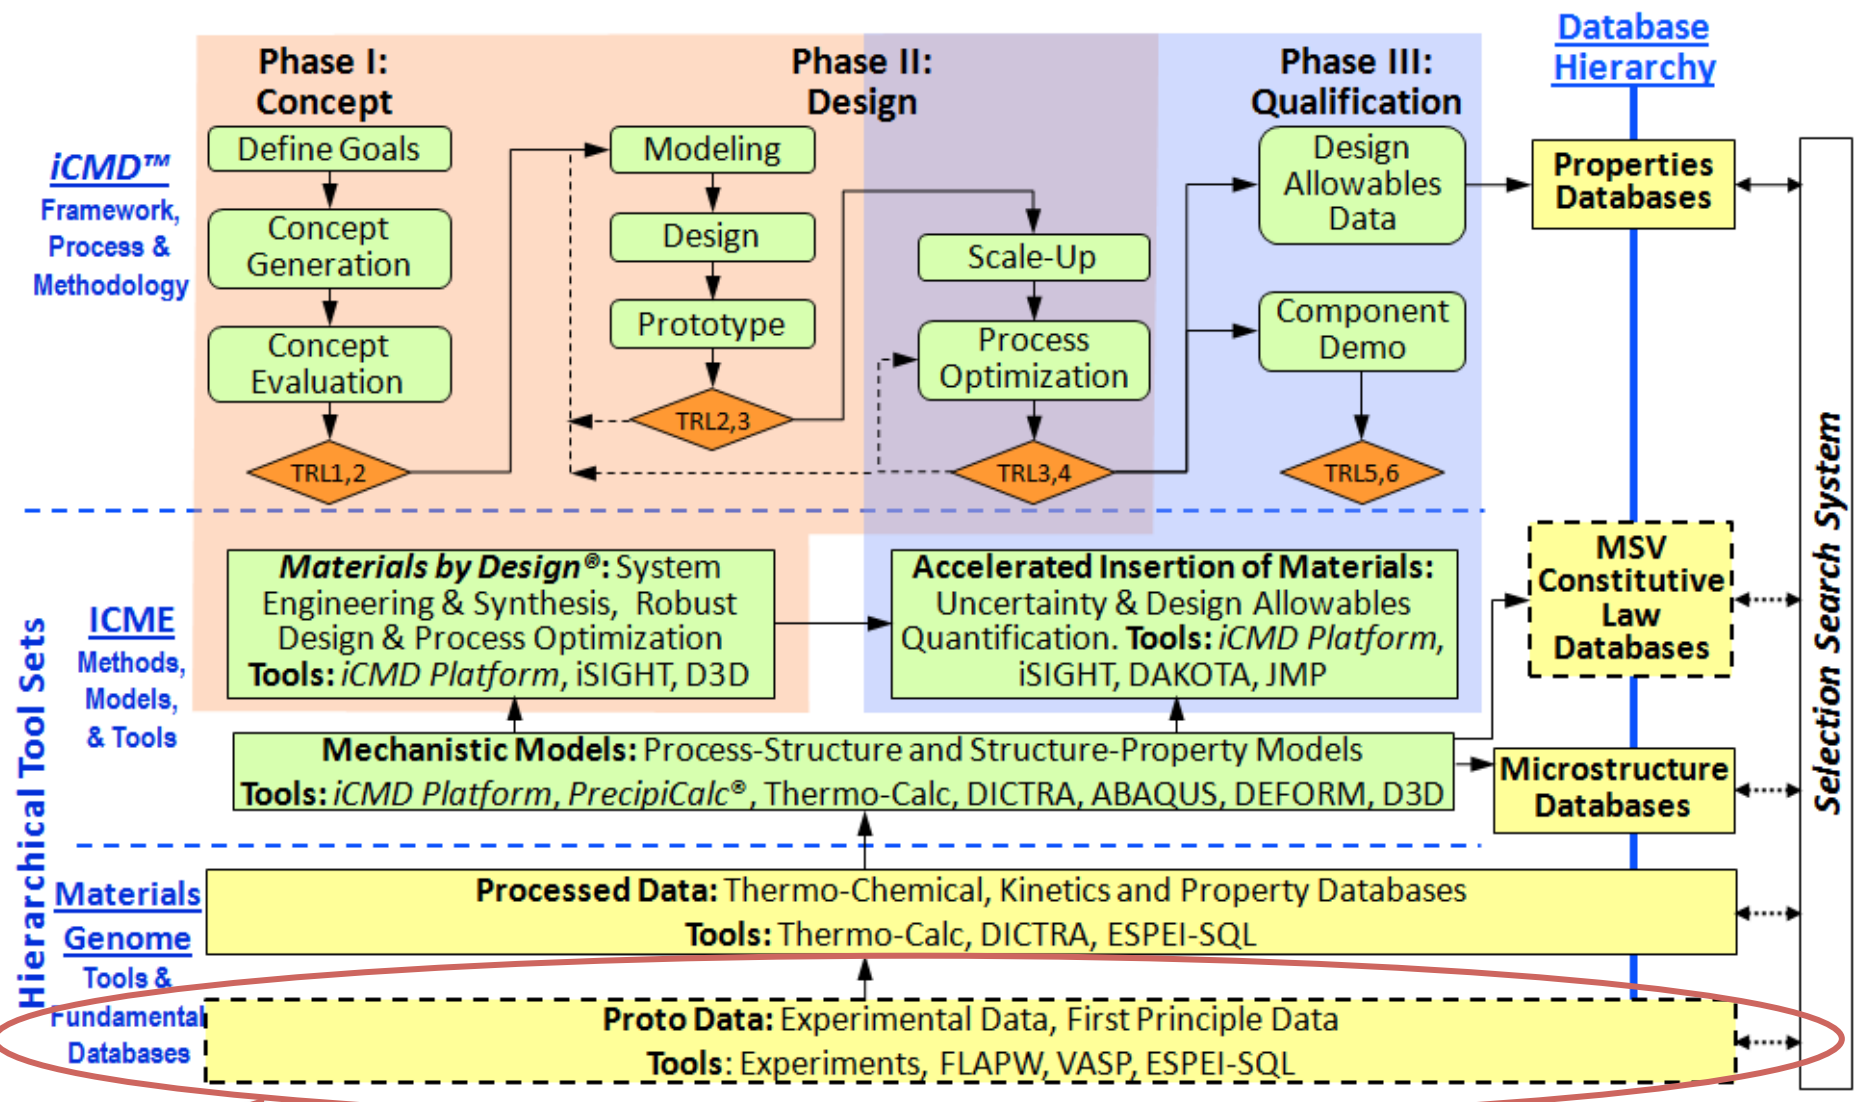 Database
Hierarchy
Phase I:
Concept
Phase II:
Design
Phase III:
Qualification
iCMD™
Framework,
Process &
Methodology
Define Goals
Concept
Generation
Concept
Evaluation
TRL1,2
Modeling
Design
Prototype
TRL2,3
Scale-Up
Process
Optimization
TRL3,4
Design
Allowables
Data
Component
Demo
TRL5,6
Properties
Databases
Selection Search System
Hierarchical Tool Sets
ICME
Methods,
Models,
& Tools
Materials by Design®: System
Engineering & Synthesis, Robust
Design & Process Optimization
Tools: iCMD Platform, iSIGHT, D3D
Accelerated Insertion of Materials:
Uncertainty & Design Allowables
Quantification. Tools: iCMD Platform,
iSIGHT, DAKOTA, JMP
MSV
Constitutive
Law
Databases
Mechanistic Models: Process-Structure and Structure-Property Models
Tools: iCMD Platform, PrecipiCalc®, Thermo-Calc, DICTRA, ABAQUS, DEFORM, D3D
Microstructure
Databases
Materials
Genome
Tools &
Fundamental
Databases
Processed Data: Thermo-Chemical, Kinetics and Property Databases
Tools: Thermo-Calc, DICTRA, ESPEI-SQL
Proto Data: Experimental Data, First Principle Data
Tools: Experiments, FLAPW, VASP, ESPEI-SQL